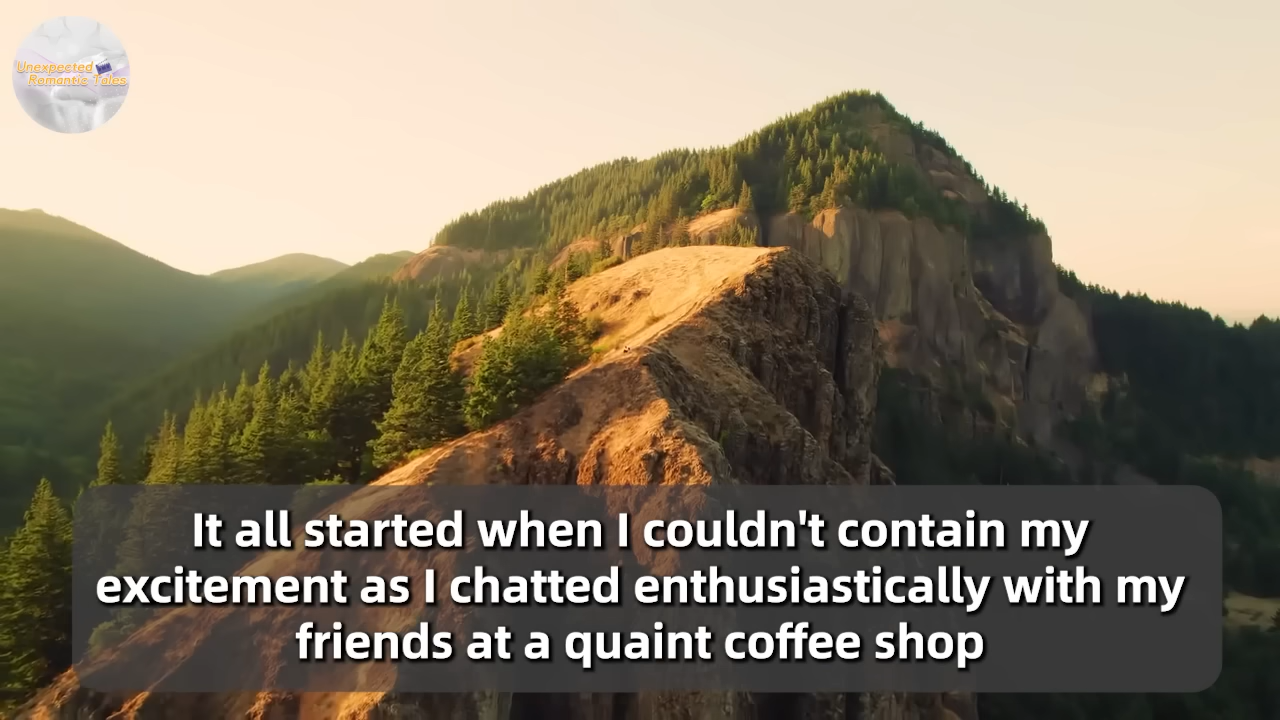 Unexpected
Romantic Tales
It all started when I couldn't contain my
excitement as I chatted enthusiastically with my
friends at a quaint coffee shop